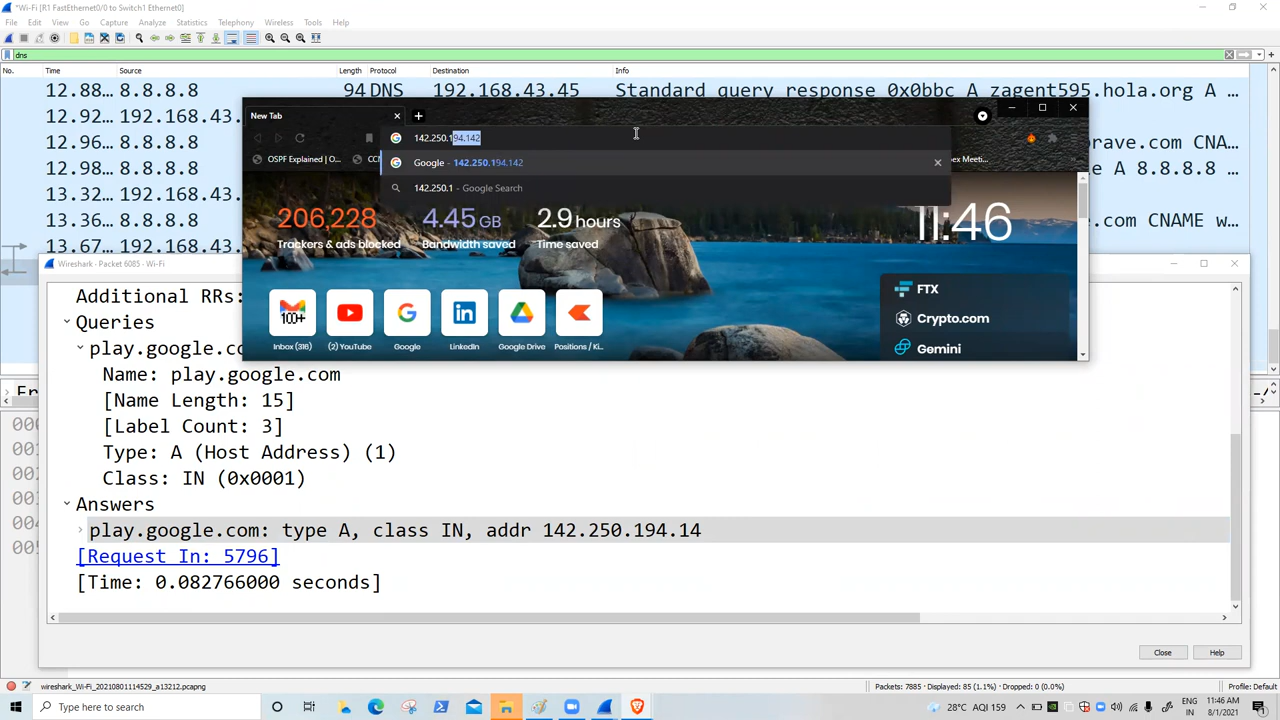 *Wi-Fi [R1 FastEthernet0/0 to Switch1 Ethernet0]
File Edit View Go Capture Analyze Statistics Telephony Wireless Tools Help
dns
No. Time Source Length Protocol Destination Info
12.88... 8.8.8.8 94 DNS 192.168.43.45 Standard query response 0x0bbc A zagent595.hola.org A ...
12.92... 192.168.43.
12.98... 8.8.8.8
13.32... 192.168.43.
13.36... 8.8.8.8
13.67... 192.168.43.
New Tab
142.250.194.142
Google - 142.250.194.142
142.250.1 - Google Search
OSPF Explained | O...
206,228
Trackers & ads blocked
4.45 GB
Bandwidth saved
2.9 hours
Time saved
11:46
100+
Inbox (316)
(2) YouTube
Google
LinkedIn
Google Drive
Positions / Ki...
FTX
Crypto.com
Gemini
Wireshark · Packet 6085 · Wi-Fi
Additional RRs:
Queries
play.google.co
Name: play.google.com
[Name Length: 15]
[Label Count: 3]
Type: A (Host Address) (1)
Class: IN (0x0001)
Answers
play.google.com: type A, class IN, addr 142.250.194.14
[Request In: 5796]
[Time: 0.082766000 seconds]
Close Help
wireshark_Wi-Fi_20210801114529_a13212.pcapng
Packets: 7885 · Displayed: 85 (1.1%) · Dropped: 0 (0.0%)
Profile: Default
Type here to search
28°C AQI 159
ENG
IN
11:46 AM
8/1/2021